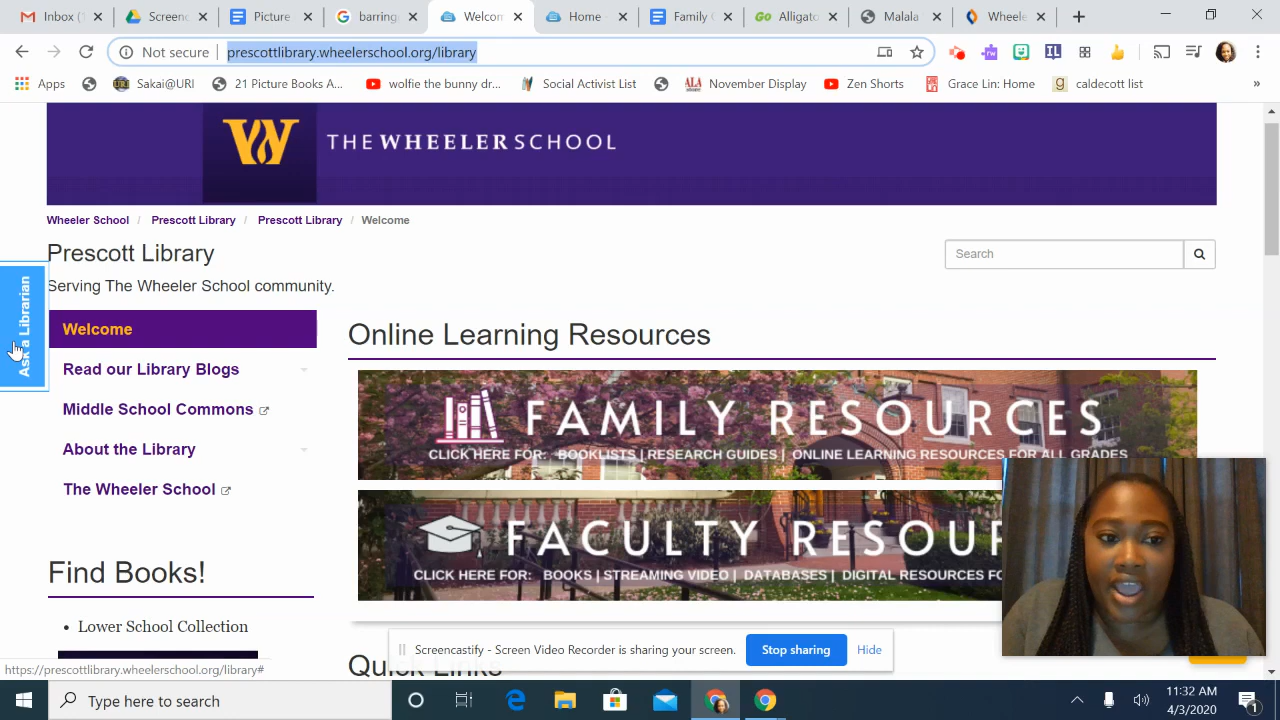 Inbox (
Screenc
Picture
barring
Welcom
Home -
Family C
Alligato
Malala
Wheele
Not secure
prescottlibrary.wheelerschool.org/library
Apps
Sakai@URI
21 Picture Books A...
wolfie the bunny dr...
Social Activist List
November Display
Zen Shorts
Grace Lin: Home
caldecott list
»
W THE WHEELER SCHOOL
Wheeler School / Prescott Library / Prescott Library / Welcome
Prescott Library
Search
Serving The Wheeler School community.
Ask a Librarian
Welcome
Read our Library Blogs
Middle School Commons
About the Library
The Wheeler School
Find Books!
• Lower School Collection
Online Learning Resources
FAMILY RESOURCES
CLICK HERE FOR: BOOKLISTS | RESEARCH GUIDES | ONLINE LEARNING RESOURCES FOR ALL GRADES
FACULTY RESOUR
CLICK HERE FOR: BOOKS | STREAMING VIDEO | DATABASES | DIGITAL RESOURCES FO
Quick Links
Screencastify - Screen Video Recorder is sharing your screen.
Stop sharing
Hide
https://prescottlibrary.wheelerschool.org/library#
Type here to search
11:32 AM
4/3/2020
1